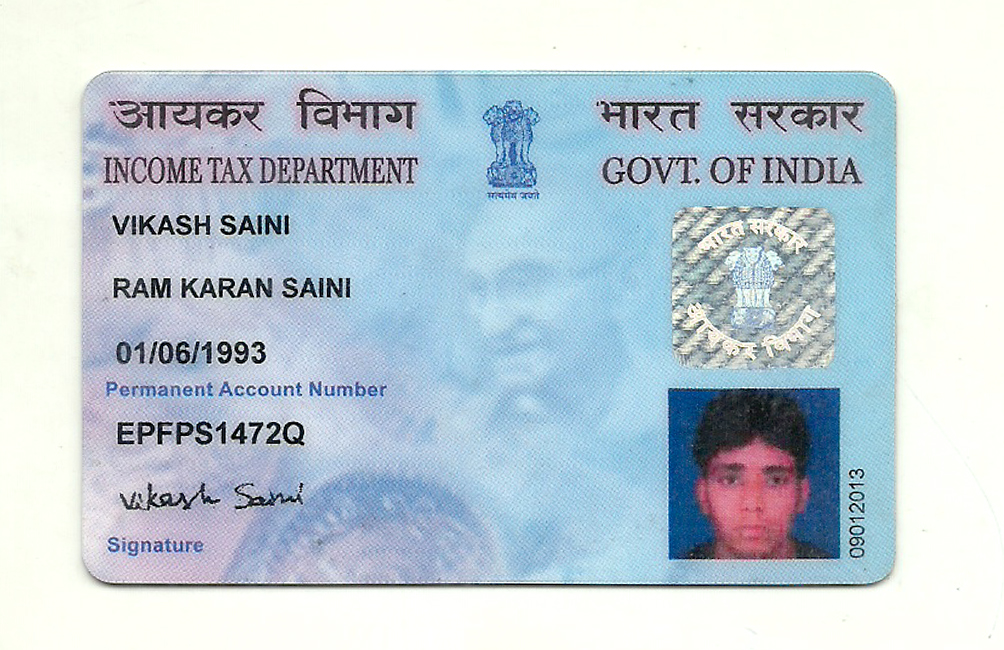 आयकर विभाग
INCOME TAX DEPARTMENT
सत्यमेव जयते
भारत सरकार
GOVT. OF INDIA
VIKASH SAINI
RAM KARAN SAINI
01/06/1993
Permanent Account Number
EPFPS1472Q
Vikash Saini
Signature
भारत सरकार
आयकर विभाग
09012013